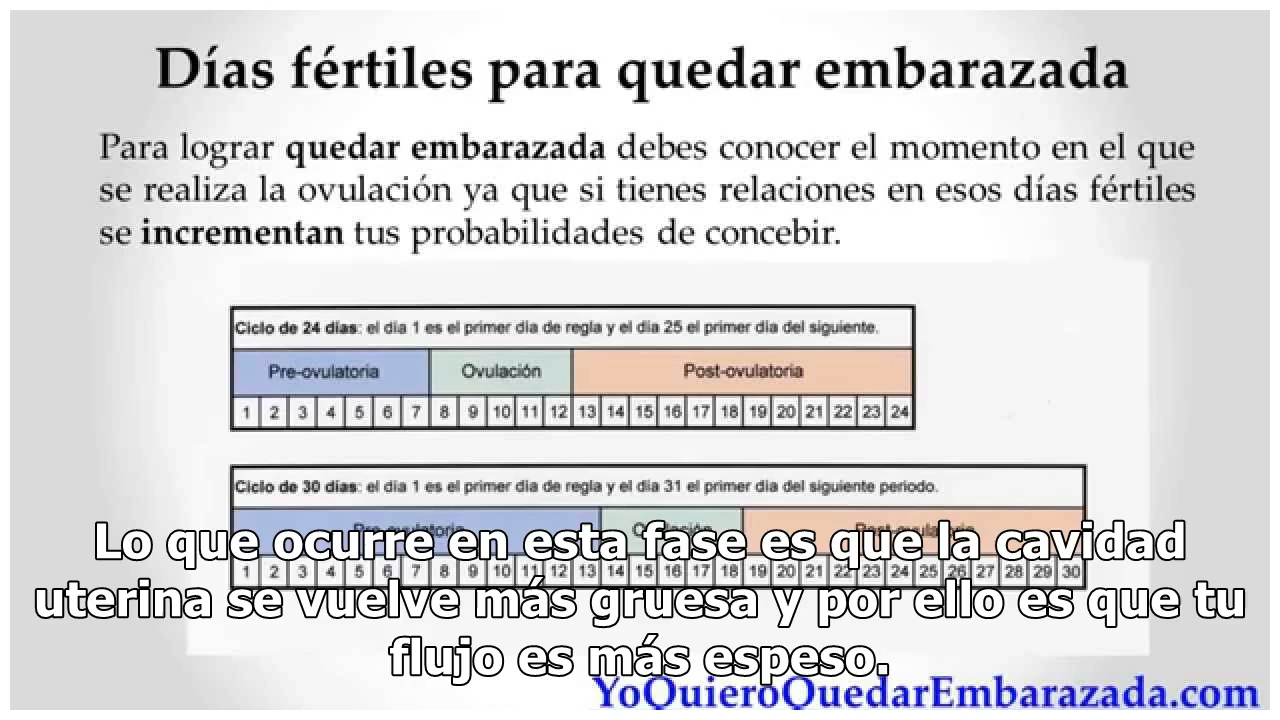 Días fértiles para quedar embarazada
Para lograr quedar embarazada debes conocer el momento en el que
se realiza la ovulación ya que si tienes relaciones en esos días fértiles
se incrementan tus probabilidades de concebir.
Ciclo de 24 días: el día 1 es el primer día de regla y el día 25 el primer día del siguiente.
Pre-ovulatoria Ovulación Post-ovulatoria
1 2 3 4 5 6 7 8 9 10 11 12 13 14 15 16 17 18 19 20 21 22 23 24
Ciclo de 30 días: el día 1 es el primer día de regla y el día 31 el primer día del siguiente periodo.
Pre-ovulatoria Ovulación Post-ovulatoria
1 2 3 4 5 6 7 8 9 10 11 12 13 14 15 16 17 18 19 20 21 22 23 24 25 26 27 28 29 30
Lo que ocurre en esta fase es que la cavidad
uterina se vuelve más gruesa y por ello es que tu
flujo es más espeso.
YoQuieroQuedarEmbarazada.com